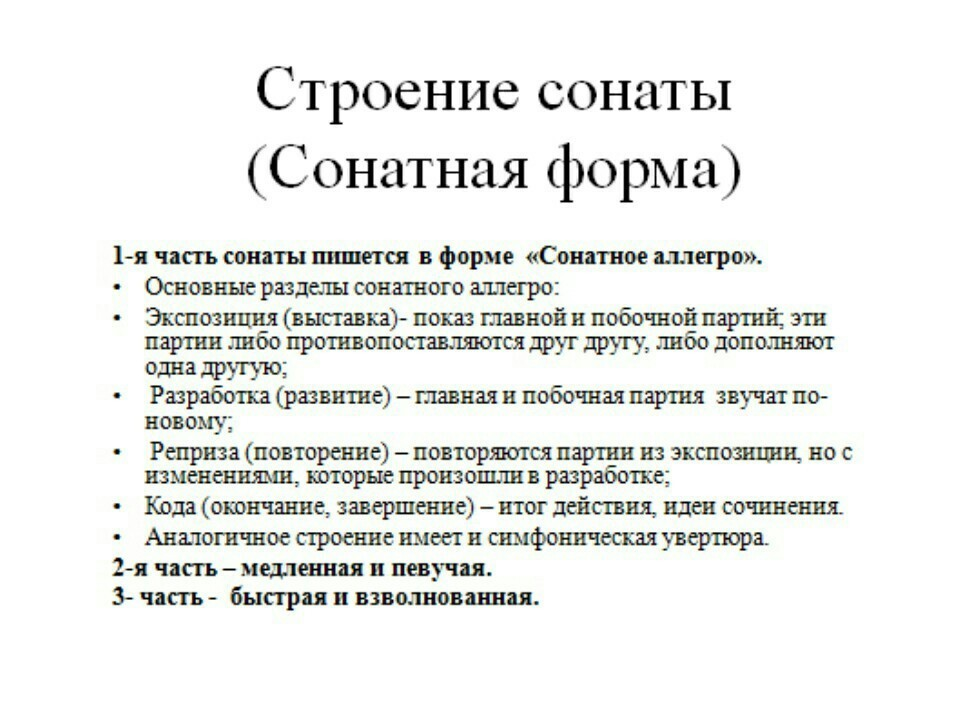 Строение сонаты
(Сонатная форма)
1-я часть сонаты пишется в форме «Сонатное аллегро».
• Основные разделы сонатного аллегро:
• Экспозиция (выставка)- показ главной и побочной партий; эти
партии либо противопоставляются друг другу, либо дополняют
одна другую;
• Разработка (развитие) – главная и побочная партия звучат по-
новому;
• Реприза (повторение) – повторяются партии из экспозиции, но с
изменениями, которые произошли в разработке;
• Кода (окончание, завершение) – итог действия, идеи сочинения.
• Аналогичное строение имеет и симфоническая увертюра.
2-я часть – медленная и певучая.
3- часть - быстрая и взволнованная.